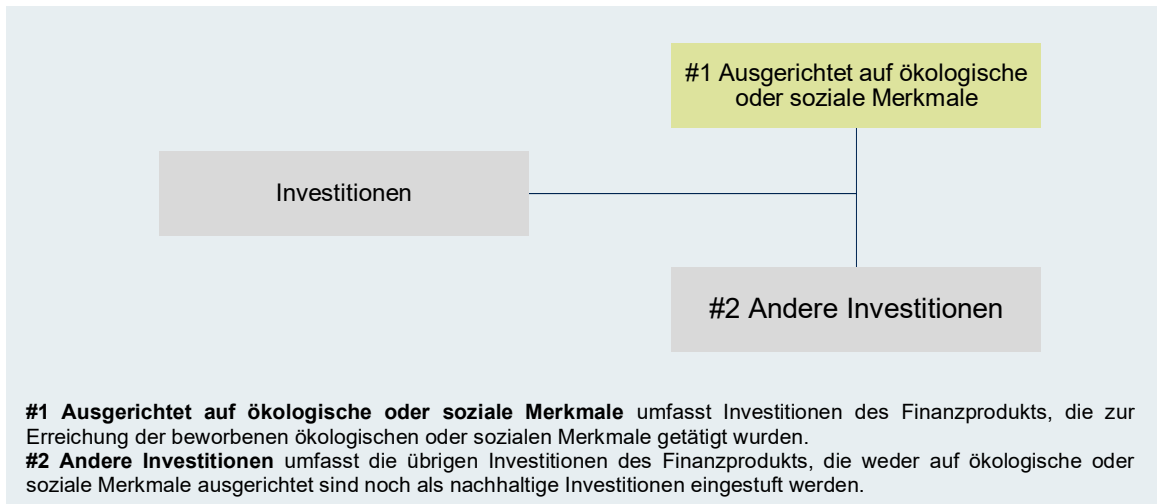 #1 Ausgerichtet auf ökologische
oder soziale Merkmale
Investitionen
#2 Andere Investitionen
#1 Ausgerichtet auf ökologische oder soziale Merkmale umfasst Investitionen des Finanzprodukts, die zur
Erreichung der beworbenen ökologischen oder sozialen Merkmale getätigt wurden.
#2 Andere Investitionen umfasst die übrigen Investitionen des Finanzprodukts, die weder auf ökologische oder
soziale Merkmale ausgerichtet sind noch als nachhaltige Investitionen eingestuft werden.